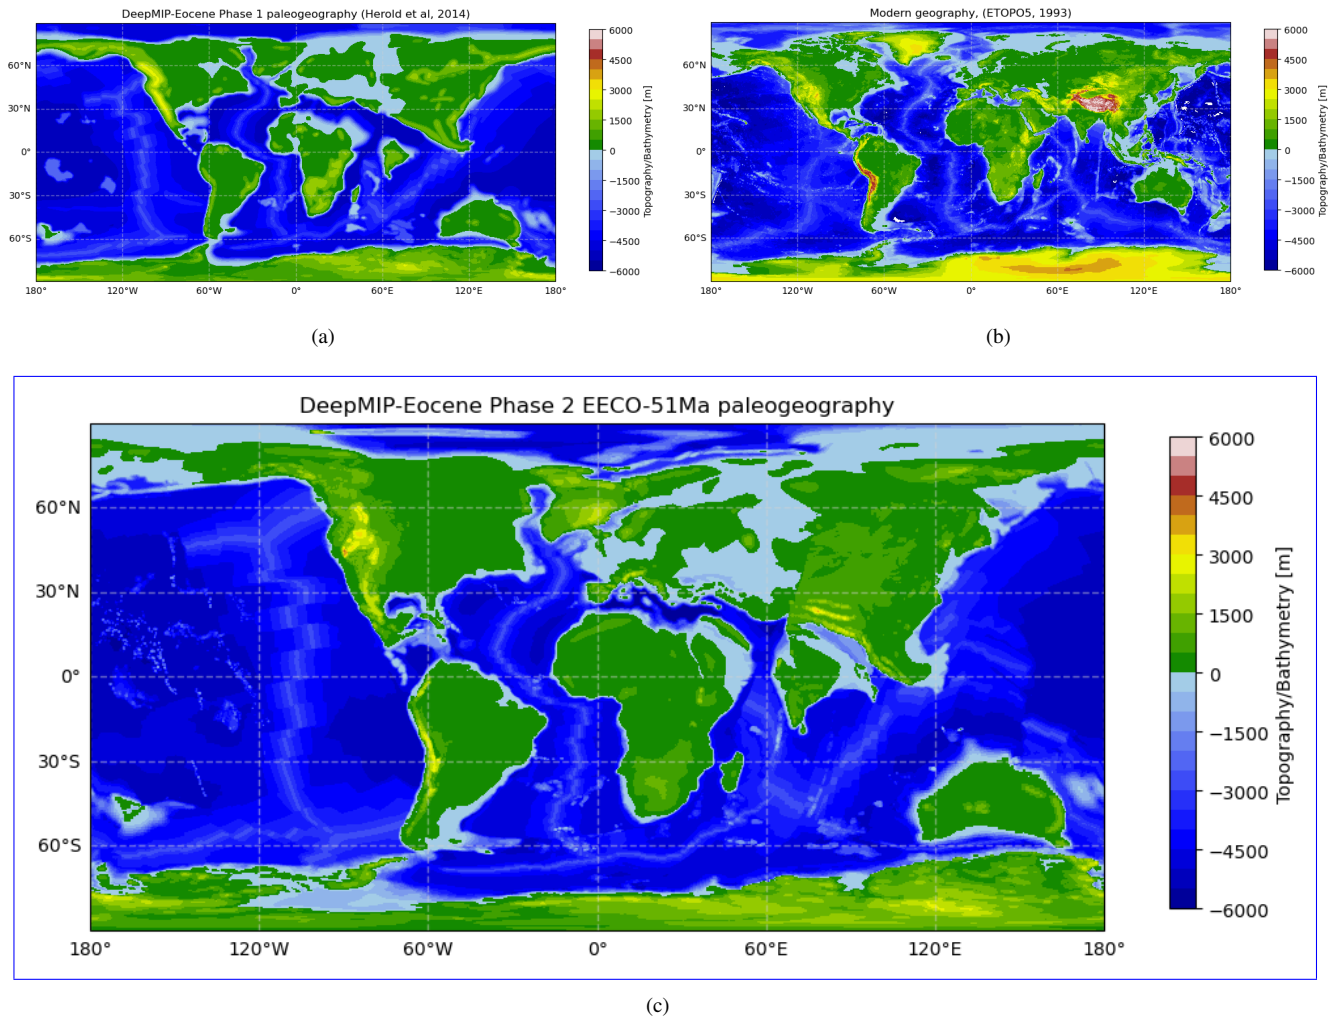 DeepMIP-Eocene Phase 1 paleogeography (Herold et al, 2014)
60°N
30°N
0°
30°S
60°S
180°
120°W
60°W
0°
60°E
120°E
180°
6000
4500
3000
1500
0
−1500
−3000
−4500
−6000
Topography/Bathymetry [m]
(a)
Modern geography, (ETOPO5, 1993)
60°N
30°N
0°
30°S
60°S
180°
120°W
60°W
0°
60°E
120°E
180°
6000
4500
3000
1500
0
−1500
−3000
−4500
−6000
Topography/Bathymetry [m]
(b)
DeepMIP-Eocene Phase 2 EECO-51Ma paleogeography
60°N
30°N
0°
30°S
60°S
180°
120°W
60°W
0°
60°E
120°E
180°
6000
4500
3000
1500
0
−1500
−3000
−4500
−6000
Topography/Bathymetry [m]
(c)